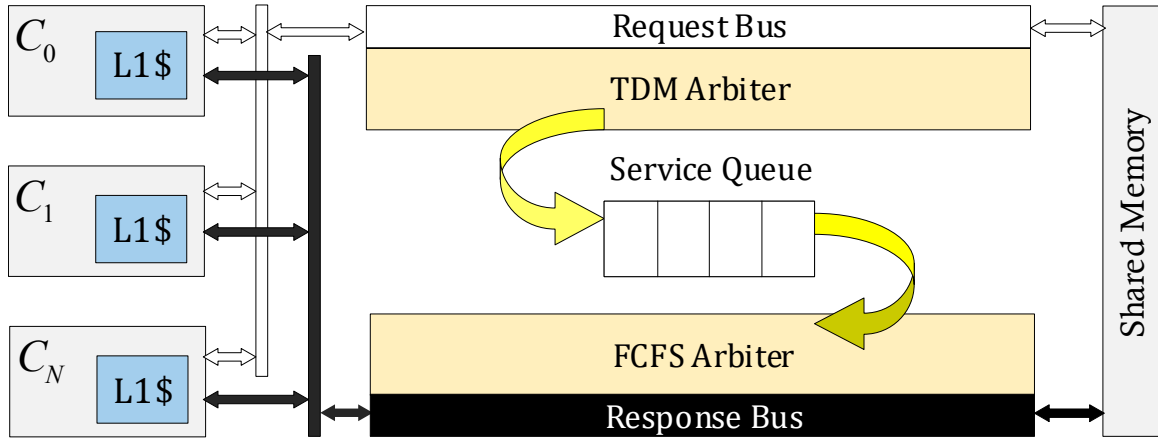 C0
L1$
C1
L1$
CN
L1$
Request Bus
TDM Arbiter
Service Queue
FCFS Arbiter
Response Bus
Shared Memory